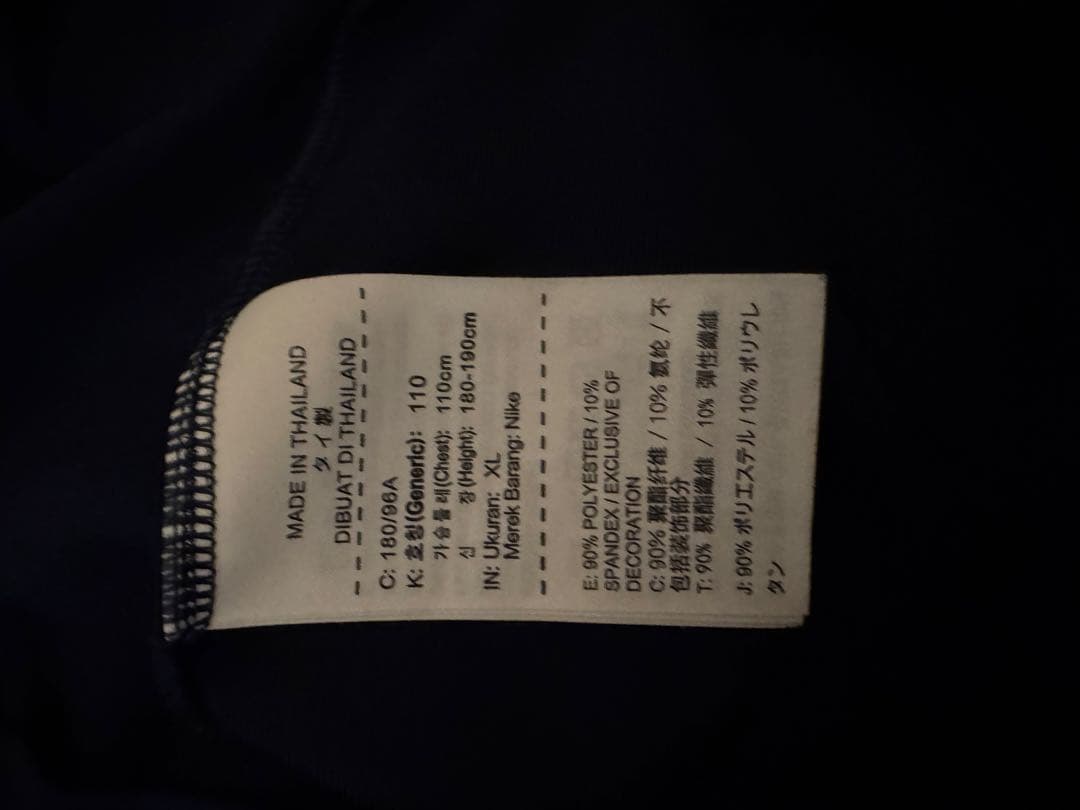 MADE IN THAILAND
タイ製
DIBUAT DI THAILAND
C: 180/96A
K: 호칭(Generic): 110
가슴둘레(Chest): 110cm
신 장(Height): 180-190cm
IN: Ukuran: XL
Merek Barang: Nike
E: 90% POLYESTER / 10%
SPANDEX / EXCLUSIVE OF
DECORATION
C: 90% 聚酯纤维 / 10% 氨纶 / 不
包括装饰部分
T: 90% 聚酯纖維 / 10% 彈性纖維
J: 90% ポリエステル / 10% ポリウレ
タン